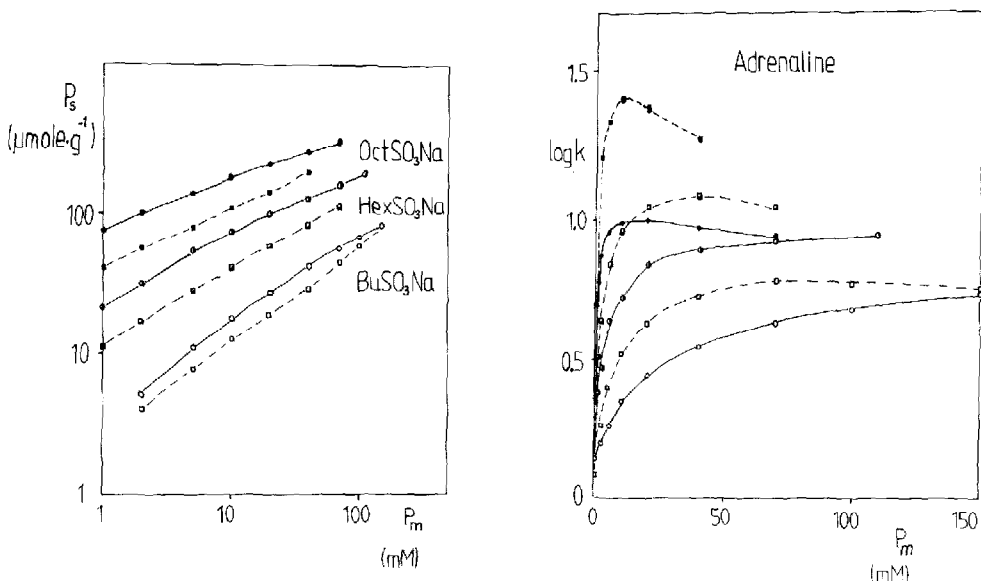 Pₛ
(μmole·g⁻¹)
100
10
1
OctSO₃Na
HexSO₃Na
BuSO₃Na
1
10
100
Pₘ
(mM)
Adrenaline
1.5
logk
1.0
0.5
0
0
50
100
150
Pₘ
(mM)